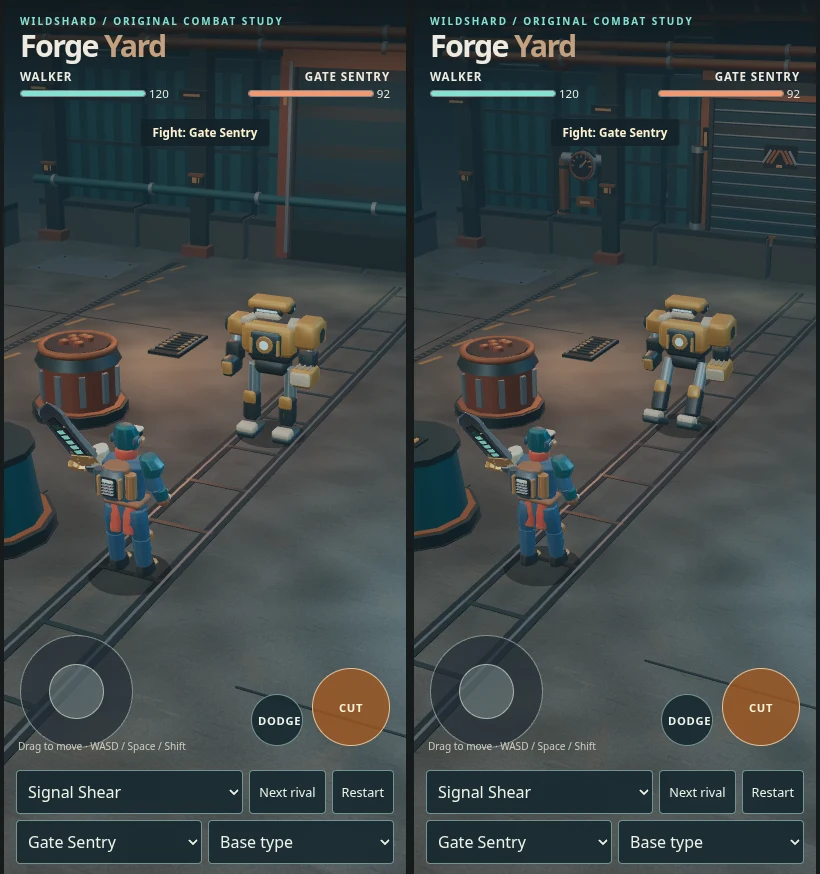 WILDSHARD / ORIGINAL COMBAT STUDY
Forge Yard
WALKER
GATE SENTRY
120
92
Fight: Gate Sentry
DODGE
CUT
Drag to move · WASD / Space / Shift
Signal Shear
Next rival
Restart
Gate Sentry
Base type
WILDSHARD / ORIGINAL COMBAT STUDY
Forge Yard
WALKER
GATE SENTRY
120
92
Fight: Gate Sentry
DODGE
CUT
Drag to move · WASD / Space / Shift
Signal Shear
Next rival
Restart
Gate Sentry
Base type